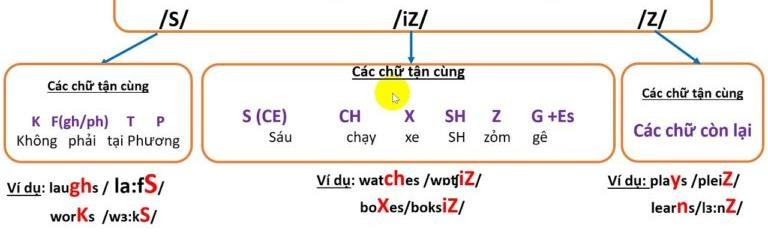 /S/ /iZ/ /Z/
Các chữ tận cùng
K F(gh/ph) T P
Không phải tại Phương
Ví dụ: laughs / la:fS/
worKs /wɜ:kS/
Các chữ tận cùng
S (CE) CH X SH Z G +Es
Sáu chạy xe SH zỏm gê
Ví dụ: watches /wɒtʃiZ/
boXes/boksiZ/
Các chữ tận cùng
Các chữ còn lại
Ví dụ: plays /pleiZ/
learns/lɜ:nZ/